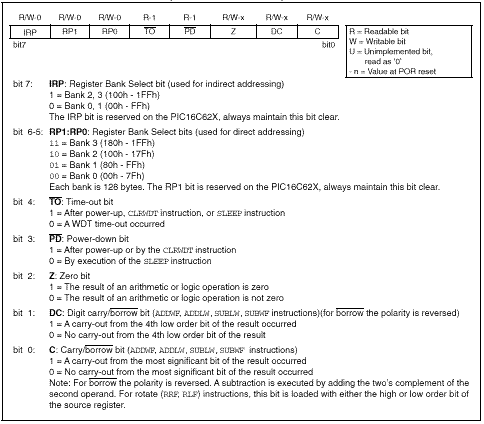 R/W-0 R/W-0 R/W-0 R-1 R-1 R/W-x R/W-x R/W-x
IRP RP1 RP0 TO PD Z DC C
bit7 bit0
R = Readable bit
W = Writable bit
U = Unimplemented bit,
read as '0'
- n = Value at POR reset
bit 7: IRP: Register Bank Select bit (used for indirect addressing)
1 = Bank 2, 3 (100h - 1FFh)
0 = Bank 0, 1 (00h - FFh)
The IRP bit is reserved on the PIC16C62X, always maintain this bit clear.
bit 6-5: RP1:RP0: Register Bank Select bits (used for direct addressing)
11 = Bank 3 (180h - 1FFh)
10 = Bank 2 (100h - 17Fh)
01 = Bank 1 (80h - FFh)
00 = Bank 0 (00h - 7Fh)
Each bank is 128 bytes. The RP1 bit is reserved on the PIC16C62X, always maintain this bit clear.
bit 4: TO: Time-out bit
1 = After power-up, CLRWDT instruction, or SLEEP instruction
0 = A WDT time-out occurred
bit 3: PD: Power-down bit
1 = After power-up or by the CLRWDT instruction
0 = By execution of the SLEEP instruction
bit 2: Z: Zero bit
1 = The result of an arithmetic or logic operation is zero
0 = The result of an arithmetic or logic operation is not zero
bit 1: DC: Digit carry/borrow bit (ADDWF, ADDLW, SUBLW, SUBWF instructions)(for borrow the polarity is reversed)
1 = A carry-out from the 4th low order bit of the result occurred
0 = No carry-out from the 4th low order bit of the result
bit 0: C: Carry/borrow bit (ADDWF, ADDLW, SUBLW, SUBWF instructions)
1 = A carry-out from the most significant bit of the result occurred
0 = No carry-out from the most significant bit of the result occurred
Note: For borrow the polarity is reversed. A subtraction is executed by adding the two's complement of the
second operand. For rotate (RRF, RLF) instructions, this bit is loaded with either the high or low order bit of
the source register.